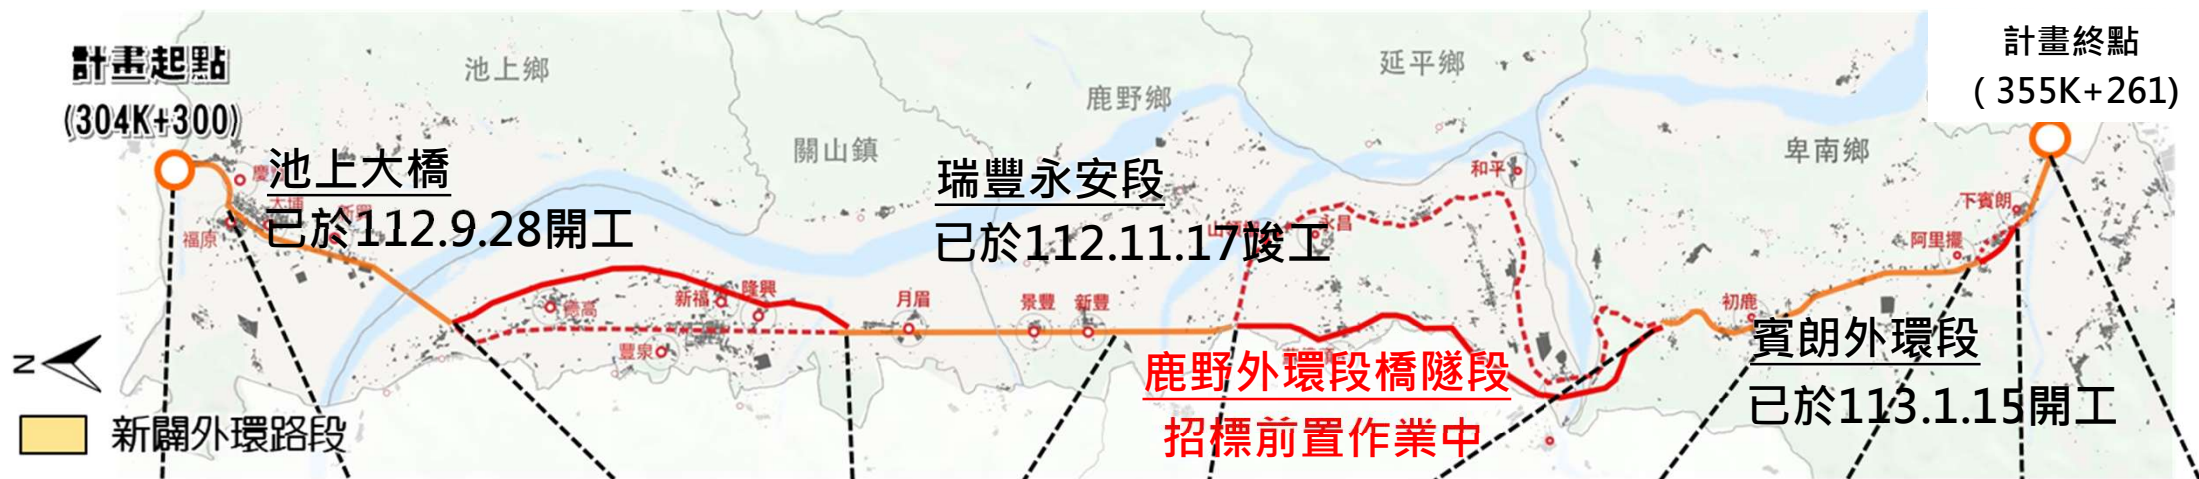 計畫起點
(304K+300)
池上鄉
關山鎮
鹿野鄉
延平鄉
卑南鄉
計畫終點
( 355K+261)
池上大橋
已於112.9.28開工
瑞豐永安段
已於112.11.17竣工
福原
德高
新福
隆興
豐泉
月眉
景豐
新豐
永昌
和平
初鹿
阿里擺
下賓朗
鹿野外環段橋隧段
招標前置作業中
賓朗外環段
已於113.1.15開工
N
新闢外環路段